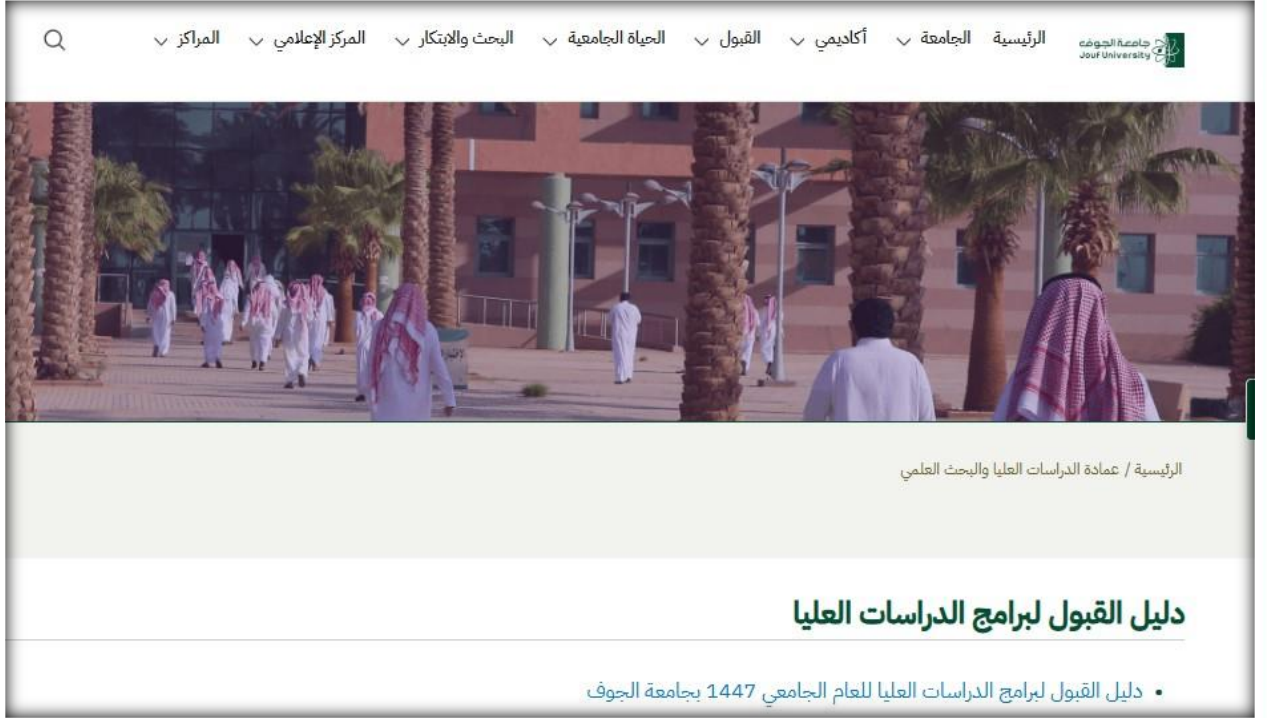 جامعة الجوف
Jouf University
الرئيسية الجامعة أكاديمي القبول الحياة الجامعية البحث والابتكار المركز الإعلامي المراكز
الرئيسية / عمادة الدراسات العليا والبحث العلمي
دليل القبول لبرامج الدراسات العليا
• دليل القبول لبرامج الدراسات العليا للعام الجامعي 1447 بجامعة الجوف